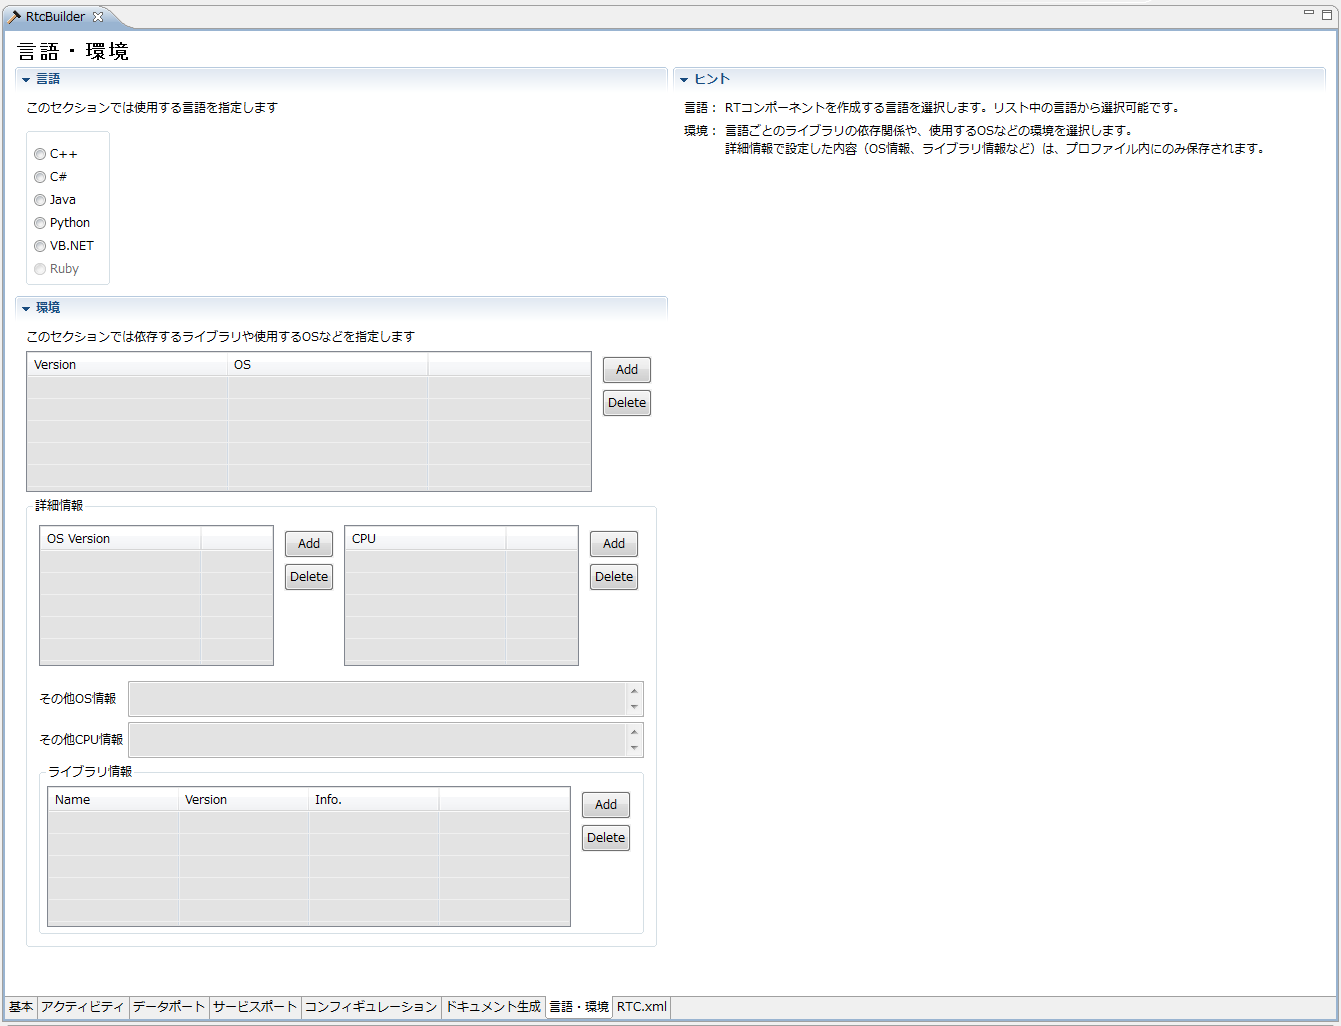 RtcBuilder
言語・環境
言語
このセクションでは使用する言語を指定します
C++
C#
Java
Python
VB.NET
Ruby
環境
このセクションでは依存するライブラリや使用するOSなどを指定します
Version OS
Add
Delete
詳細情報
OS Version
Add
Delete
CPU
Add
Delete
その他OS情報
その他CPU情報
ライブラリ情報
Name Version Info.
Add
Delete
ヒント
言語： RTコンポーネントを作成する言語を選択します。リスト中の言語から選択可能です。
環境： 言語ごとのライブラリの依存関係や、使用するOSなどの環境を選択します。
詳細情報で設定した内容（OS情報、ライブラリ情報など）は、プロファイル内にのみ保存されます。
基本 アクティビティ データポート サービスポート コンフィギュレーション ドキュメント生成 言語・環境 RTC.xml